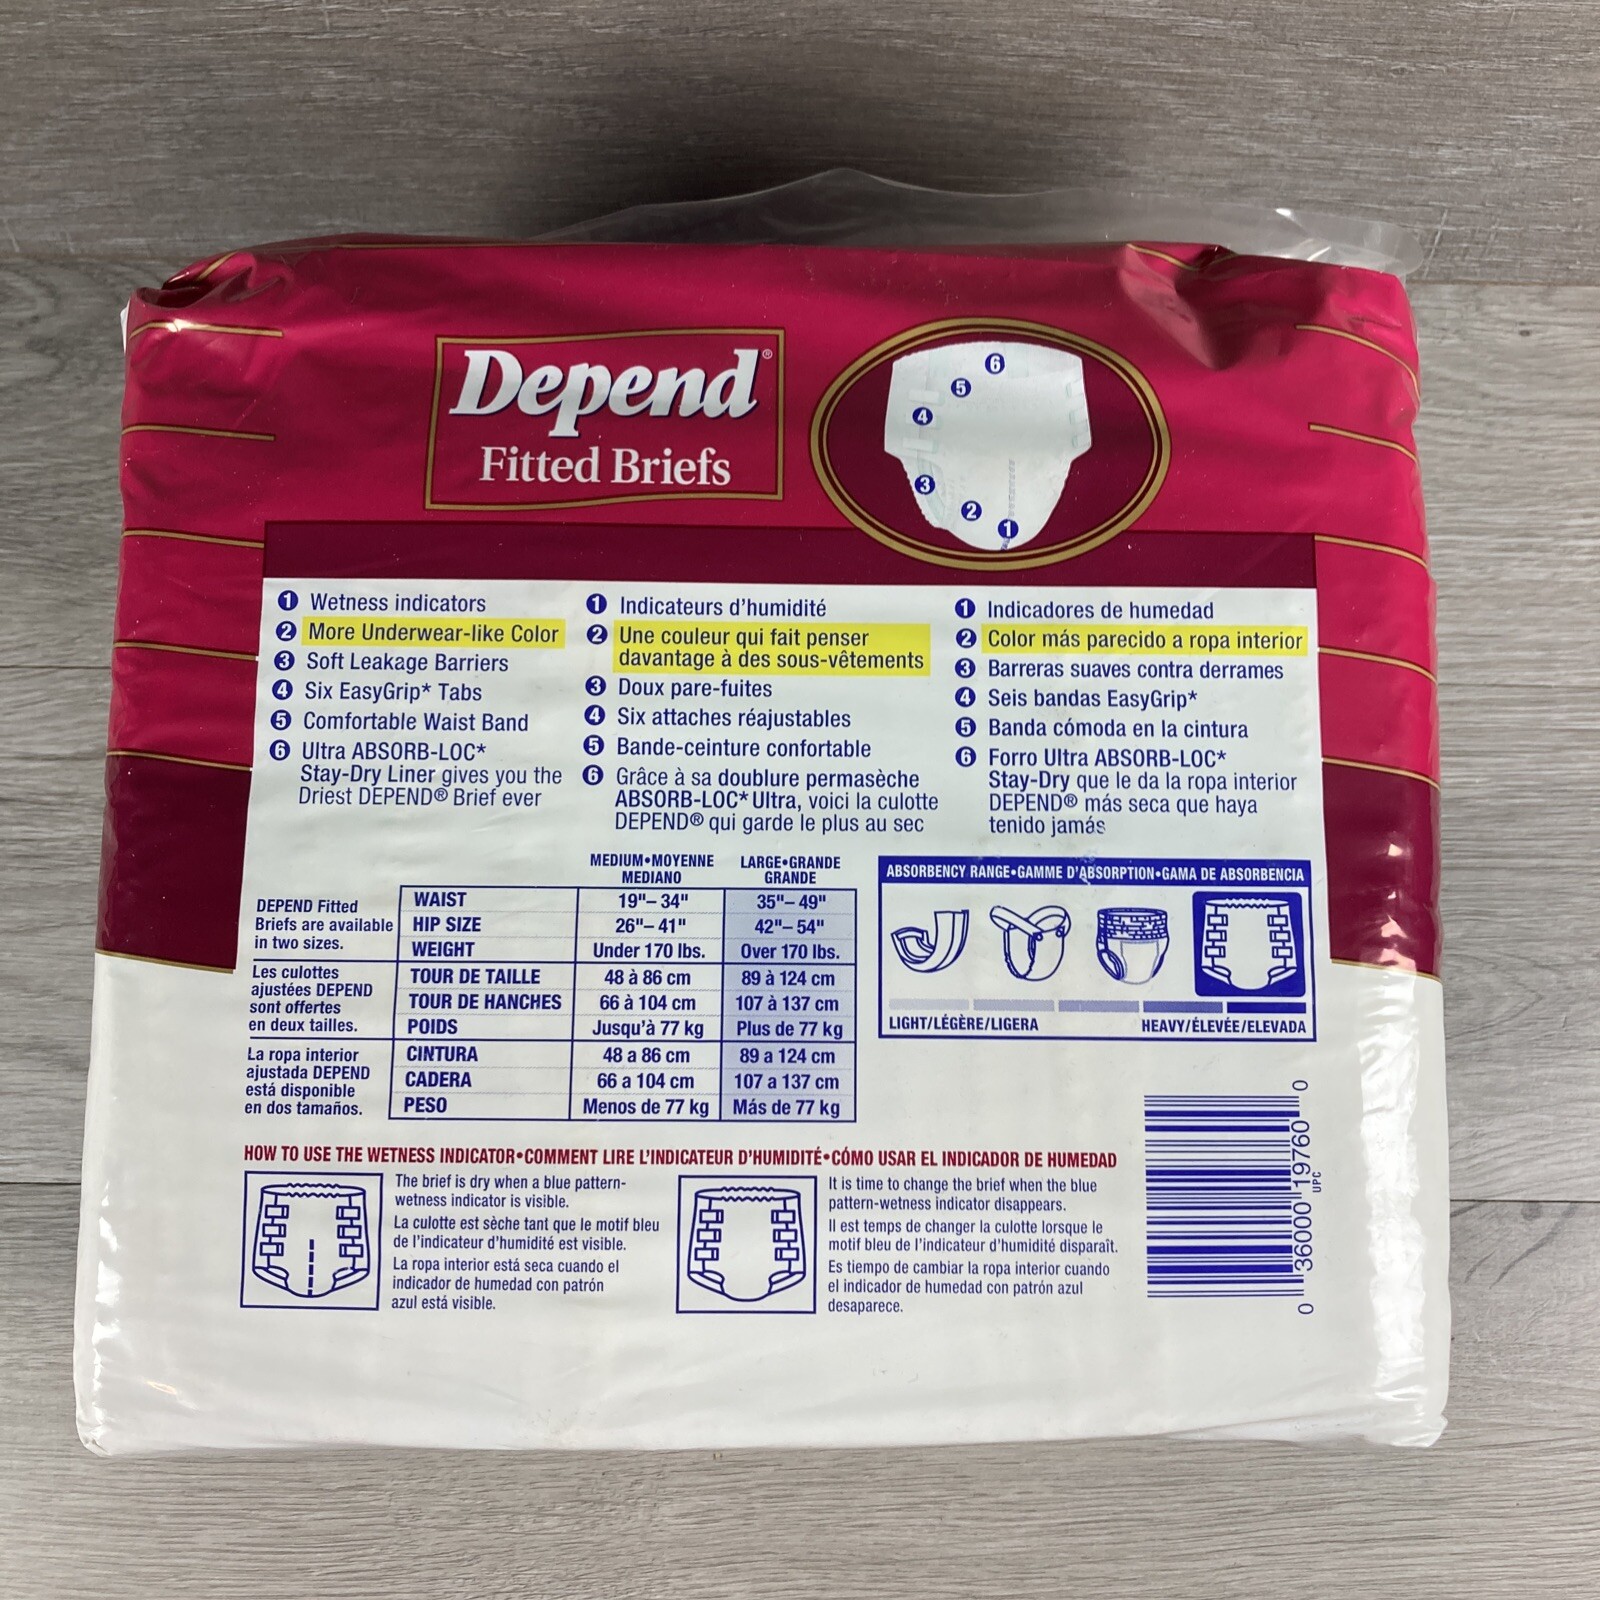 Depend®
Fitted Briefs
6
5
4
3
2
1
1 Wetness indicators
2 More Underwear-like Color
3 Soft Leakage Barriers
4 Six EasyGrip* Tabs
5 Comfortable Waist Band
6 Ultra ABSORB-LOC*
Stay-Dry Liner gives you the
Driest DEPEND® Brief ever
1 Indicateurs d'humidité
2 Une couleur qui fait penser
davantage à des sous-vêtements
3 Doux pare-fuites
4 Six attaches réajustables
5 Bande-ceinture confortable
6 Grâce à sa doublure permasèche
ABSORB-LOC* Ultra, voici la culotte
DEPEND® qui garde le plus au sec
1 Indicadores de humedad
2 Color más parecido a ropa interior
3 Barreras suaves contra derrames
4 Seis bandas EasyGrip*
5 Banda cómoda en la cintura
6 Forro Ultra ABSORB-LOC*
Stay-Dry que le da la ropa interior
DEPEND® más seca que haya
tenido jamás
MEDIUM•MOYENNE
MEDIANO
LARGE•GRANDE
GRANDE
DEPEND Fitted
Briefs are available
in two sizes.
WAIST 19"– 34" 35"– 49"
HIP SIZE 26"– 41" 42"– 54"
WEIGHT Under 170 lbs. Over 170 lbs.
Les culottes
ajustées DEPEND
sont offertes
en deux tailles.
TOUR DE TAILLE 48 à 86 cm 89 à 124 cm
TOUR DE HANCHES 66 à 104 cm 107 à 137 cm
POIDS Jusqu'à 77 kg Plus de 77 kg
La ropa interior
ajustada DEPEND
está disponible
en dos tamaños.
CINTURA 48 a 86 cm 89 a 124 cm
CADERA 66 a 104 cm 107 a 137 cm
PESO Menos de 77 kg Más de 77 kg
ABSORBENCY RANGE•GAMME D'ABSORPTION•GAMA DE ABSORBENCIA
LIGHT/LÉGÈRE/LIGERA HEAVY/ÉLEVÉE/ELEVADA
HOW TO USE THE WETNESS INDICATOR•COMMENT LIRE L'INDICATEUR D'HUMIDITÉ•CÓMO USAR EL INDICADOR DE HUMEDAD
The brief is dry when a blue pattern-
wetness indicator is visible.
La culotte est sèche tant que le motif bleu
de l'indicateur d'humidité est visible.
La ropa interior está seca cuando el
indicador de humedad con patrón
azul está visible.
It is time to change the brief when the blue
pattern-wetness indicator disappears.
Il est temps de changer la culotte lorsque le
motif bleu de l'indicateur d'humidité disparaît.
Es tiempo de cambiar la ropa interior cuando
el indicador de humedad con patrón azul
desaparece.
0 36000 19760 0
UPC